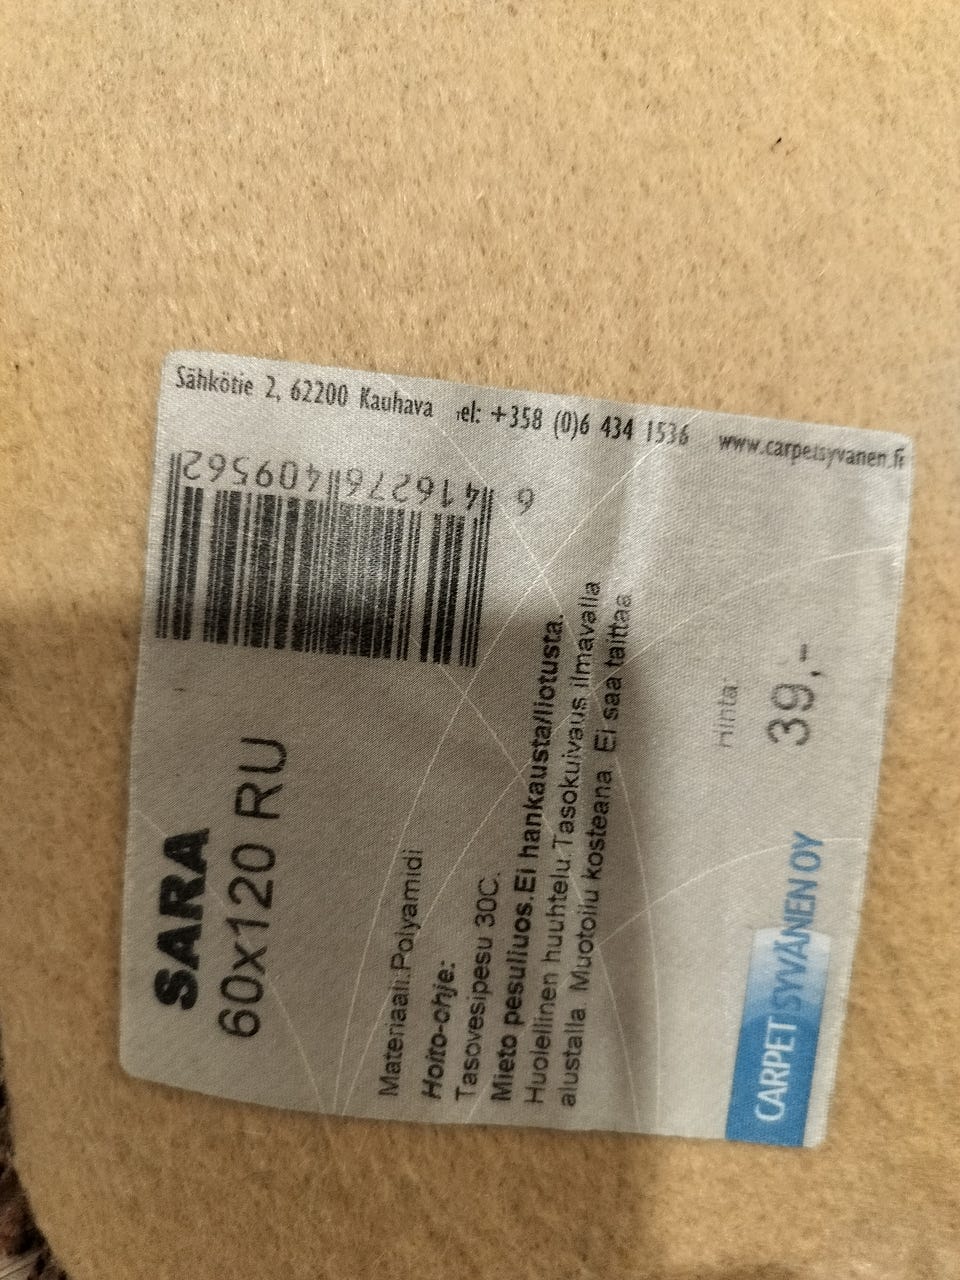 SARA
60x120 RU
Materiaali:Polyamidi
Hoito-ohje:
Tasovesipesu 30C.
Mieto pesuliuos.Ei hankausta/liotusta.
Huolellinen huuhtelu.Tasokuivaus ilmavalla
alustalla. Muotoilu kosteana. Ei saa taittaa.
Hinta:
39,-
CARPET SYVÄNEN OY
6 416276 409562
Sähkötie 2, 62200 Kauhava Tel: +358 (0)6 434 1536 www.carpetsyvanen.fi